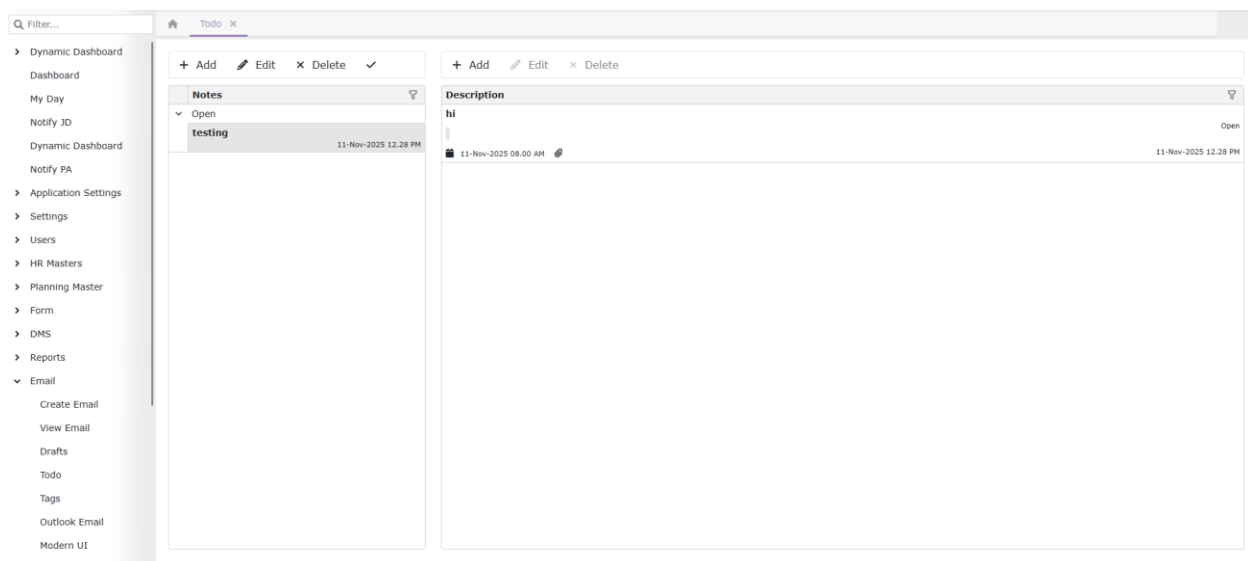 Filter...
Dynamic Dashboard
Dashboard
My Day
Notify JD
Dynamic Dashboard
Notify PA
Application Settings
Settings
Users
HR Masters
Planning Master
Form
DMS
Reports
Email
Create Email
View Email
Drafts
Todo
Tags
Outlook Email
Modern UI
Todo
Add Edit Delete
Notes
Open
testing
11-Nov-2025 12.28 PM
Add Edit Delete
Description
hi
Open
11-Nov-2025 08.00 AM 11-Nov-2025 12.28 PM